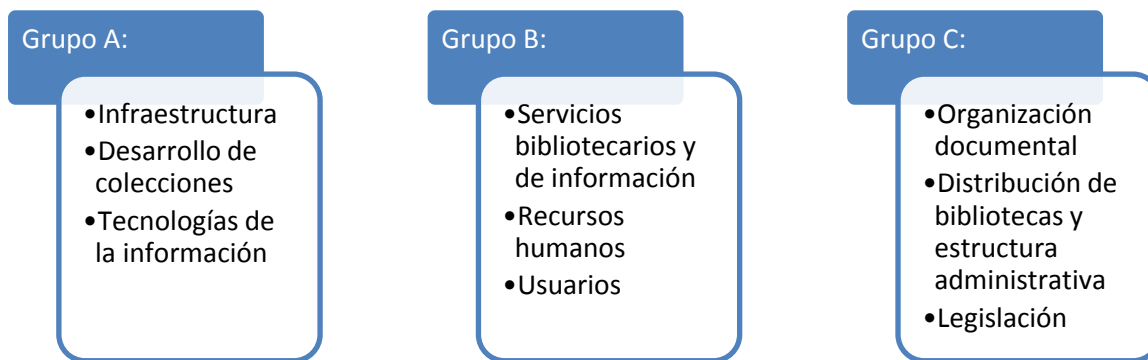 Grupo A:
•Infraestructura
•Desarrollo de
colecciones
•Tecnologías de
la información
Grupo B:
•Servicios
bibliotecarios y
de información
•Recursos
humanos
•Usuarios
Grupo C:
•Organización
documental
•Distribución de
bibliotecas y
estructura
administrativa
•Legislación